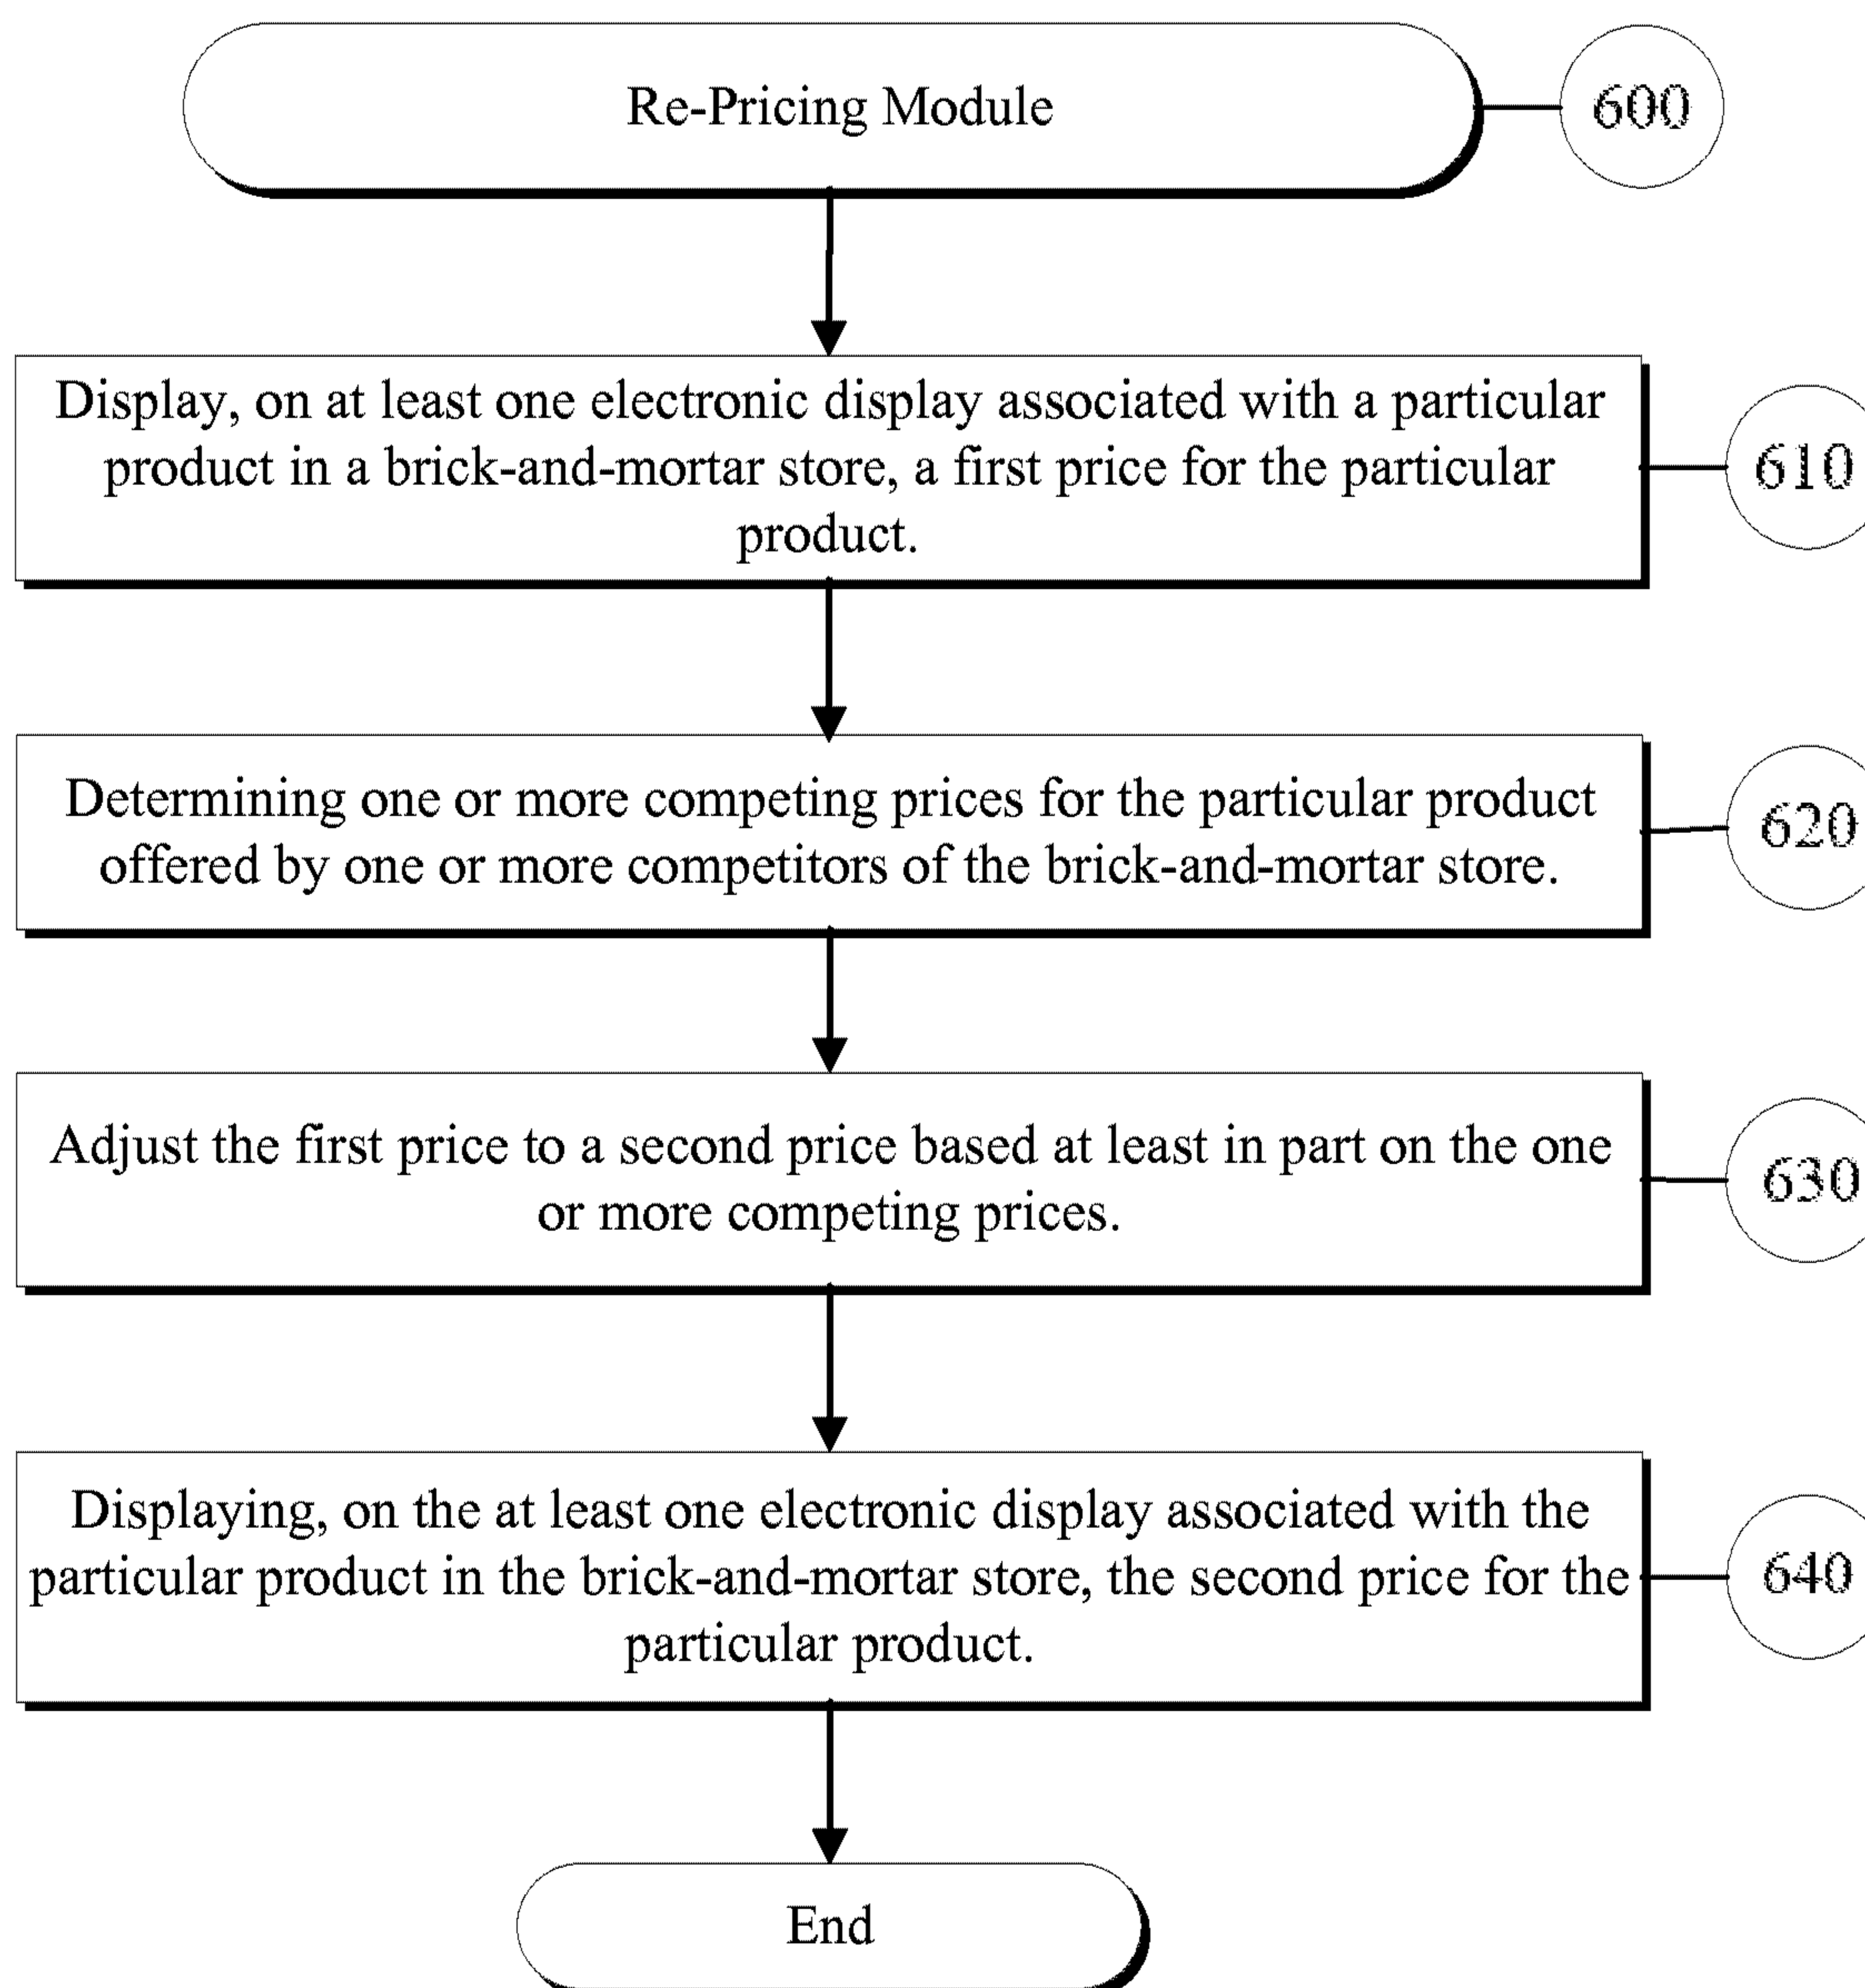 Re-Pricing Module
600
Display, on at least one electronic display associated with a particular
product in a brick-and-mortar store, a first price for the particular
product.
610
Determining one or more competing prices for the particular product
offered by one or more competitors of the brick-and-mortar store.
620
Adjust the first price to a second price based at least in part on the one
or more competing prices.
630
Displaying, on the at least one electronic display associated with the
particular product in the brick-and-mortar store, the second price for the
particular product.
640
End